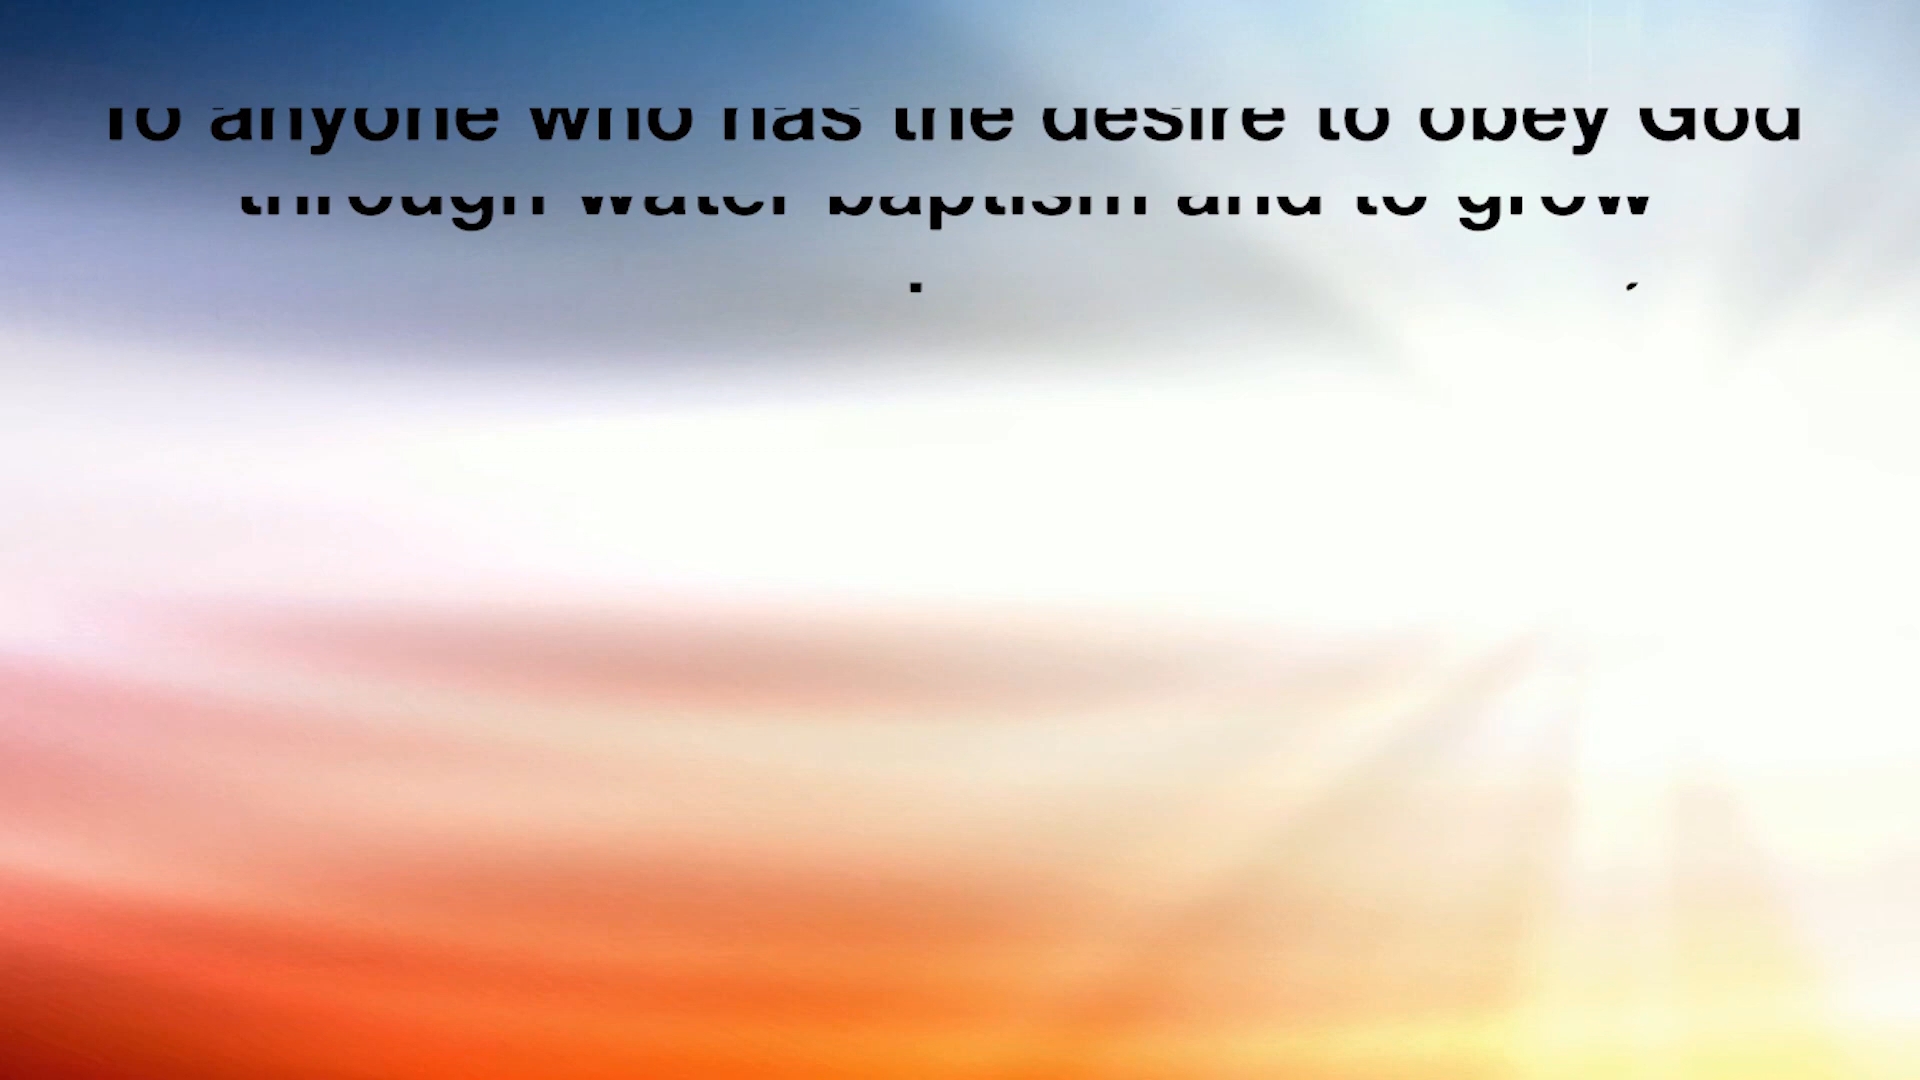 To anyone who has the desire to obey God
through water baptism and to grow